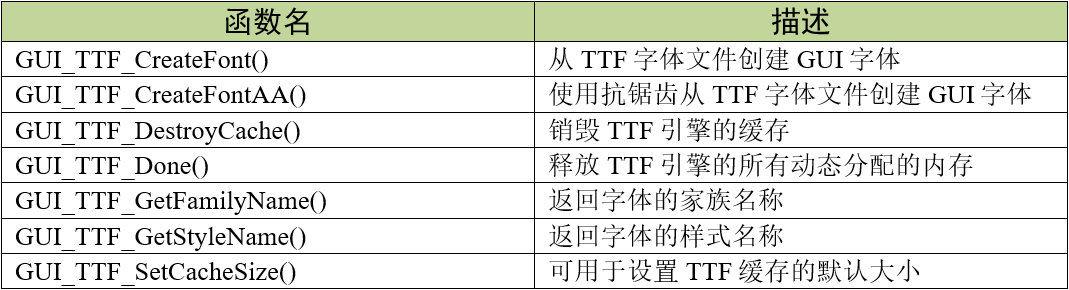 函数名 描述
GUI_TTF_CreateFont() 从 TTF 字体文件创建 GUI 字体
GUI_TTF_CreateFontAA() 使用抗锯齿从 TTF 字体文件创建 GUI 字体
GUI_TTF_DestroyCache() 销毁 TTF 引擎的缓存
GUI_TTF_Done() 释放 TTF 引擎的所有动态分配的内存
GUI_TTF_GetFamilyName() 返回字体的家族名称
GUI_TTF_GetStyleName() 返回字体的样式名称
GUI_TTF_SetCacheSize() 可用于设置 TTF 缓存的默认大小